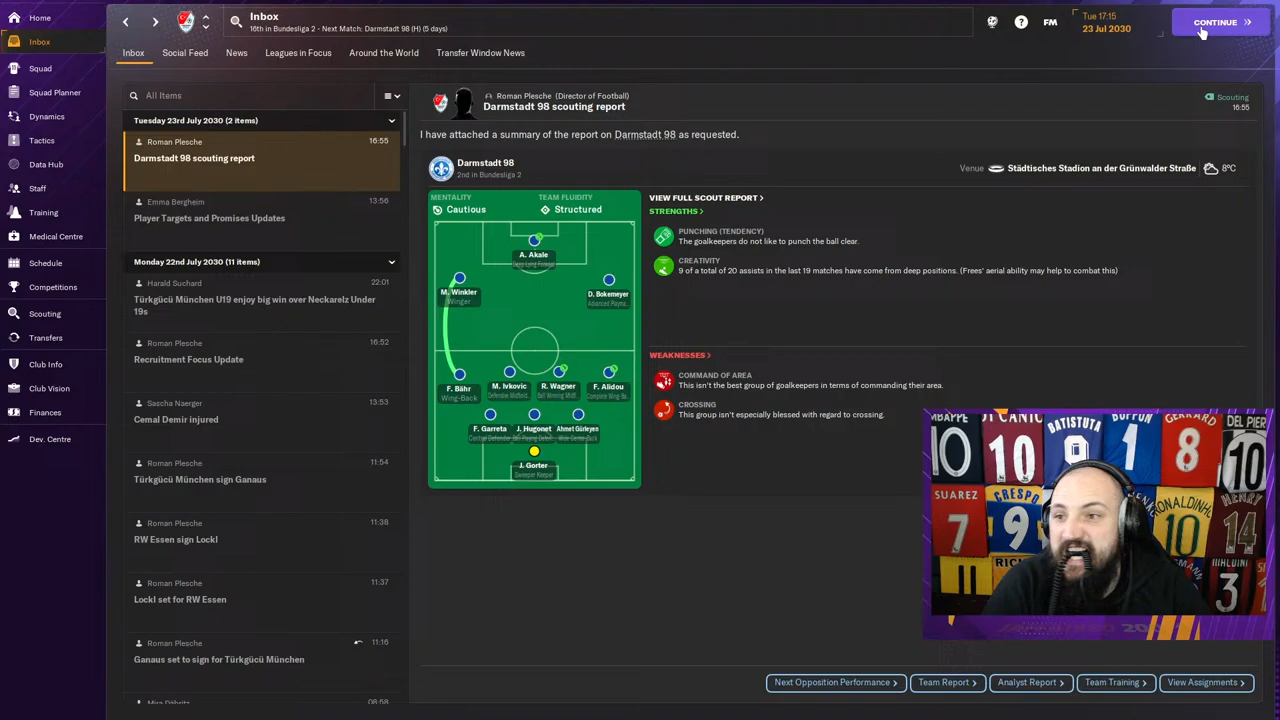 Home
Inbox
Squad
Squad Planner
Dynamics
Tactics
Data Hub
Staff
Training
Medical Centre
Schedule
Competitions
Scouting
Transfers
Club Info
Club Vision
Finances
Dev. Centre
Inbox
16th in Bundesliga 2 - Next Match: Darmstadt 98 (H) (5 days)
FM
Tue 17:15
23 Jul 2030
CONTINUE
Inbox
Social Feed
News
Leagues in Focus
Around the World
Transfer Window News
All Items
Tuesday 23rd July 2030 (2 items)
Roman Plesche 16:55
Darmstadt 98 scouting report
Emma Bergheim 13:56
Player Targets and Promises Updates
Monday 22nd July 2030 (11 items)
Harald Suchard 22:01
Türkgücü München U19 enjoy big win over Neckarelz Under
19s
Roman Plesche 16:52
Recruitment Focus Update
Sascha Naerger 13:53
Cemal Demir injured
Roman Plesche 11:54
Türkgücü München sign Ganaus
Roman Plesche 11:38
RW Essen sign Lockl
Roman Plesche 11:37
Lockl set for RW Essen
Roman Plesche 11:16
Ganaus set to sign for Türkgücü München
08:58
Roman Plesche (Director of Football)
Darmstadt 98 scouting report
Scouting
16:55
I have attached a summary of the report on Darmstadt 98 as requested.
Darmstadt 98
2nd in Bundesliga 2
Venue Städtisches Stadion an der Grünwalder Straße 8°C
MENTALITY
Cautious
TEAM FLUIDITY
Structured
A. Akale
M. Winkler
Winger
D. Bokemeyer
F. Bähr
Wing-Back
M. Ivkovic
R. Wagner
F. Alidou
F. Garreta
J. Hugonet
Ahmet Gürleyen
J. Gorter
Sweeper Keeper
VIEW FULL SCOUT REPORT
STRENGTHS
PUNCHING (TENDENCY)
The goalkeepers do not like to punch the ball clear.
CREATIVITY
9 of a total of 20 assists in the last 19 matches have come from deep positions. (Frees' aerial ability may help to combat this)
WEAKNESSES
COMMAND OF AREA
This isn't the best group of goalkeepers in terms of commanding their area.
CROSSING
This group isn't especially blessed with regard to crossing.
MBAPPE
10
DI CANIO
10
BATISTUTA
BUFFON
1
GERRARD
8
DEL PIER
10
SUAREZ
7
CRESPO
9
RONALDINHO
10
HENRY
14
3
Next Opposition Performance
Team Report
Analyst Report
Team Training
View Assignments